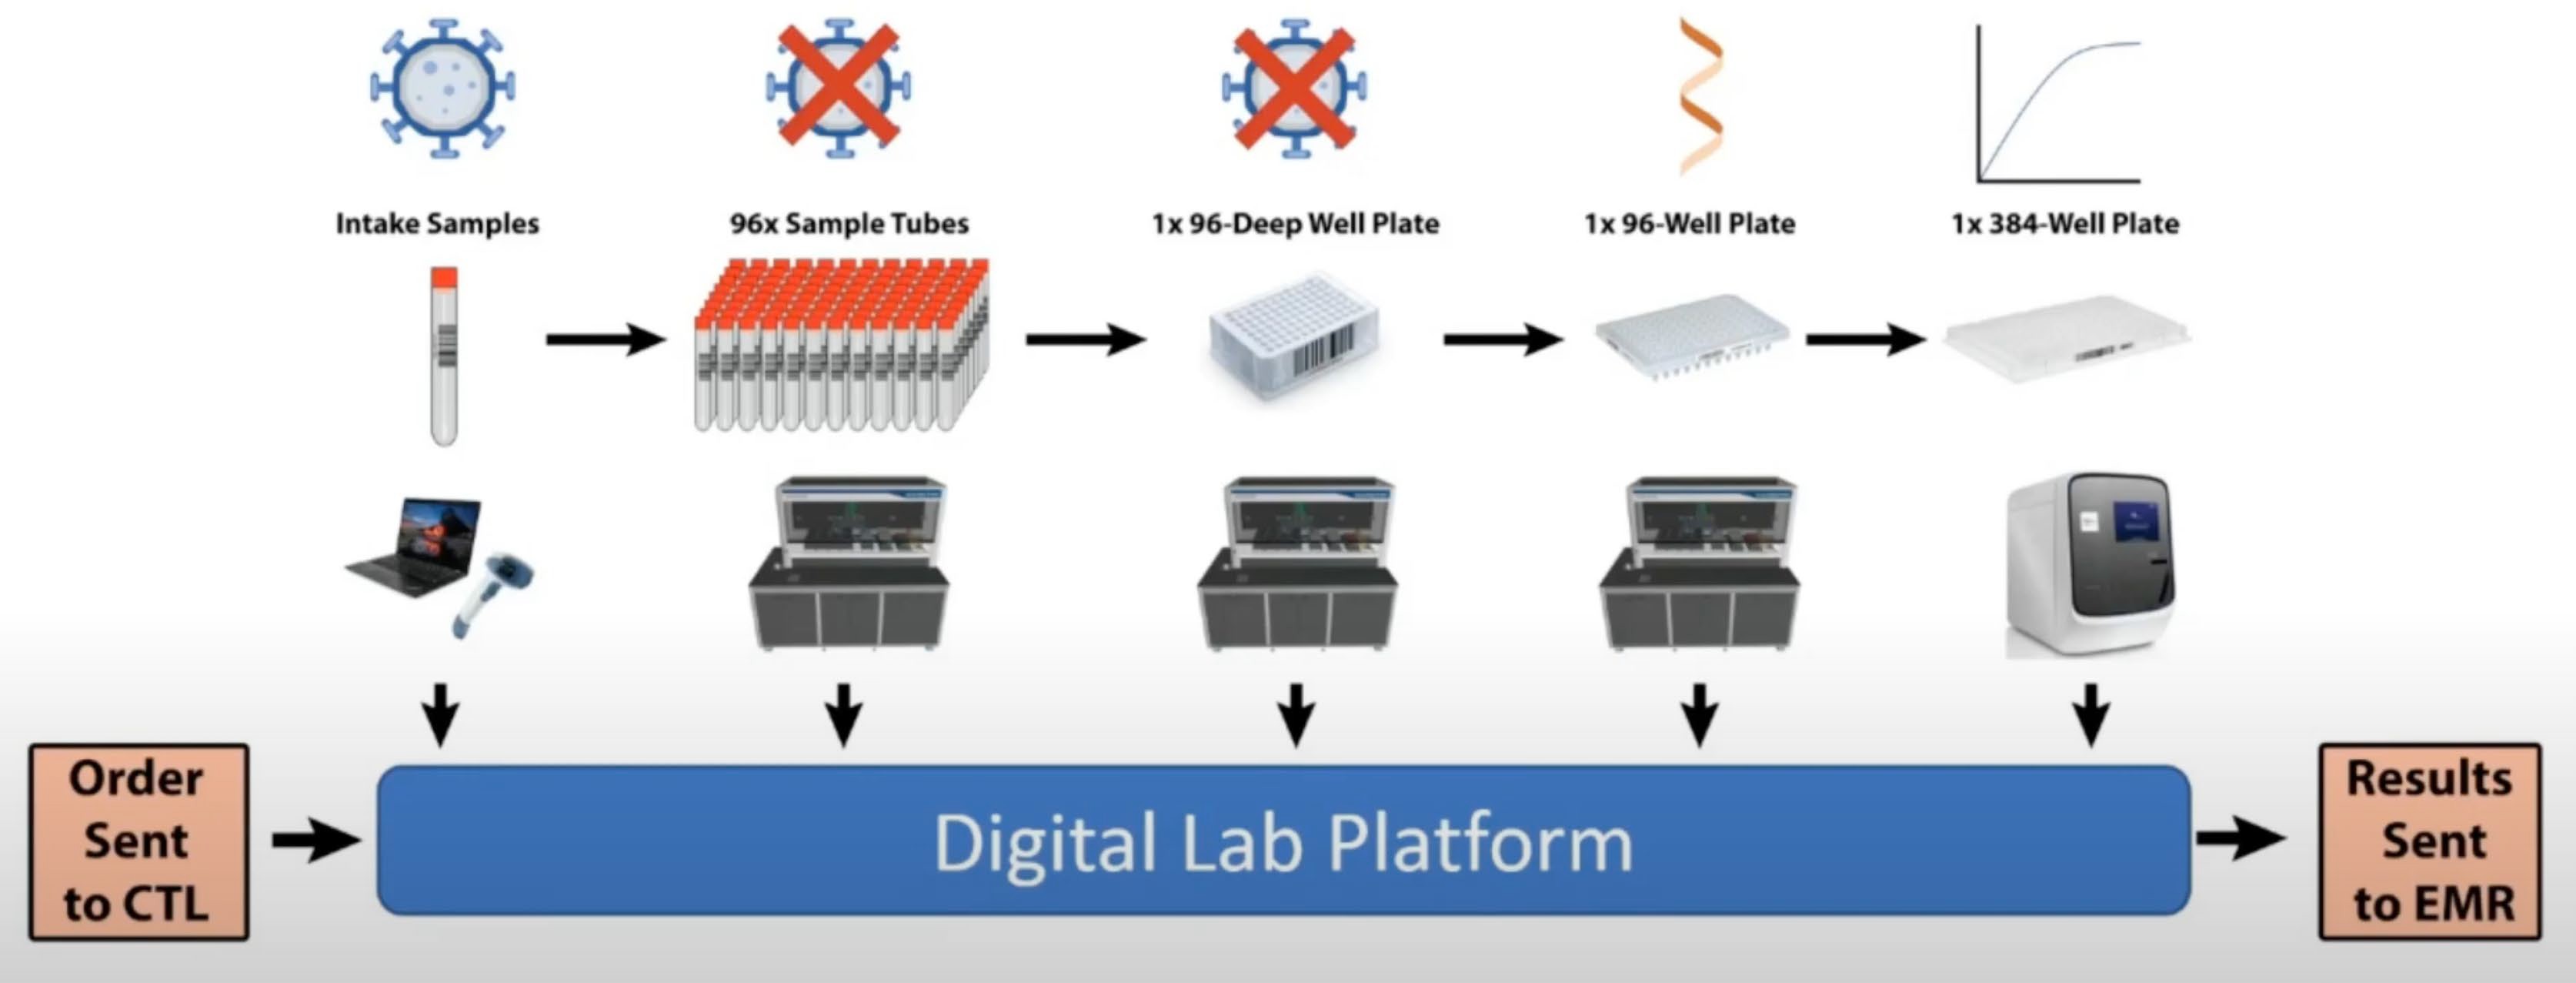 Intake Samples
96x Sample Tubes
1x 96-Deep Well Plate
1x 96-Well Plate
1x 384-Well Plate
Order
Sent
to CTL
Digital Lab Platform
Results
Sent
to EMR